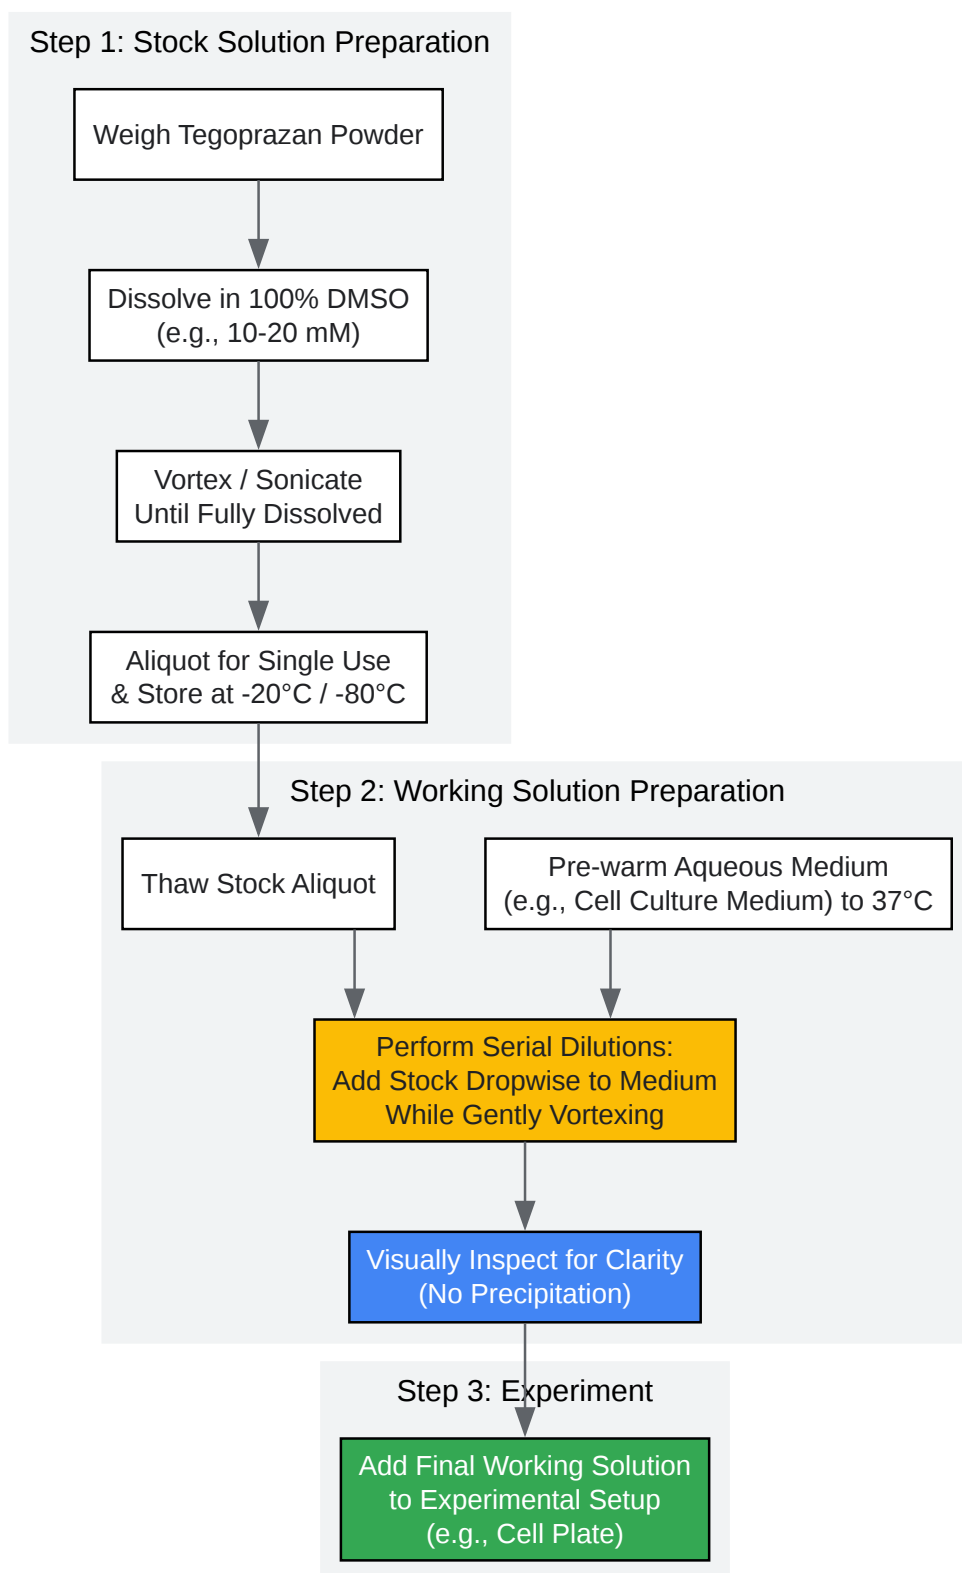 Step 1: Stock Solution Preparation
Weigh Tegoprazan Powder
Dissolve in 100% DMSO
(e.g., 10-20 mM)
Vortex / Sonicate
Until Fully Dissolved
Aliquot for Single Use
& Store at -20°C / -80°C
Step 2: Working Solution Preparation
Thaw Stock Aliquot
Pre-warm Aqueous Medium
(e.g., Cell Culture Medium) to 37°C
Perform Serial Dilutions:
Add Stock Dropwise to Medium
While Gently Vortexing
Visually Inspect for Clarity
(No Precipitation)
Step 3: Experiment
Add Final Working Solution
to Experimental Setup
(e.g., Cell Plate)